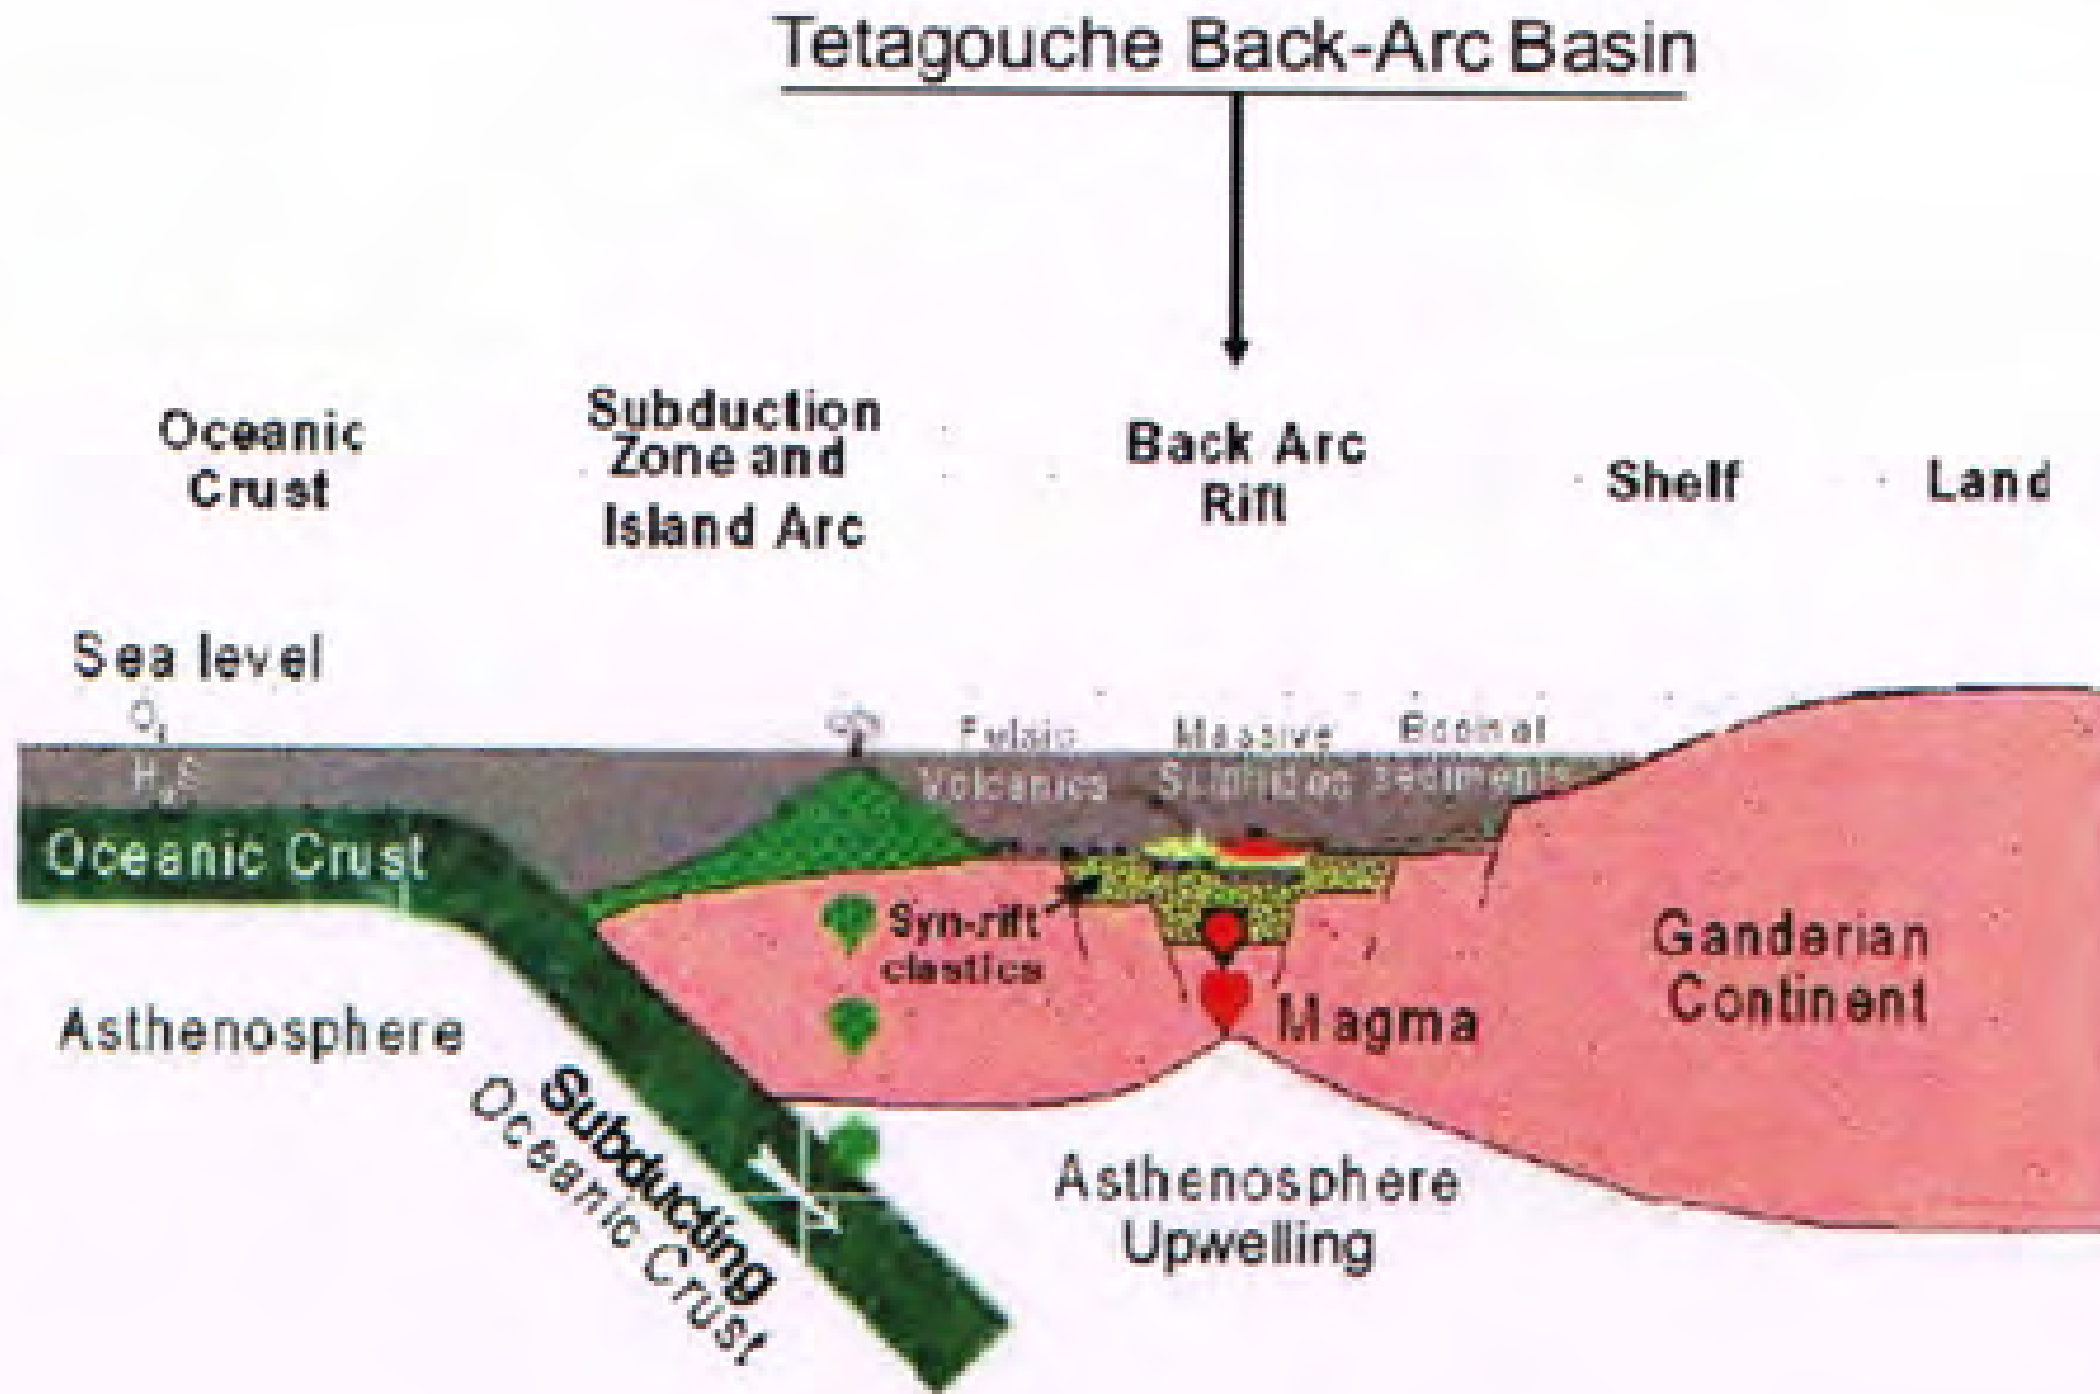 Tetagouche Back-Arc Basin
Oceanic
Crust
Subduction
Zone and
Island Arc
Back Arc
Rift
Shelf
Land
Sea level
O₂
H₂S
Felsic
Volcanics
Massive
Sulphides
sediments
Oceanic Crust
Syn-rift
clastics
Magma
Ganderian
Continent
Asthenosphere
Subducting
Oceanic Crust
Asthenosphere
Upwelling